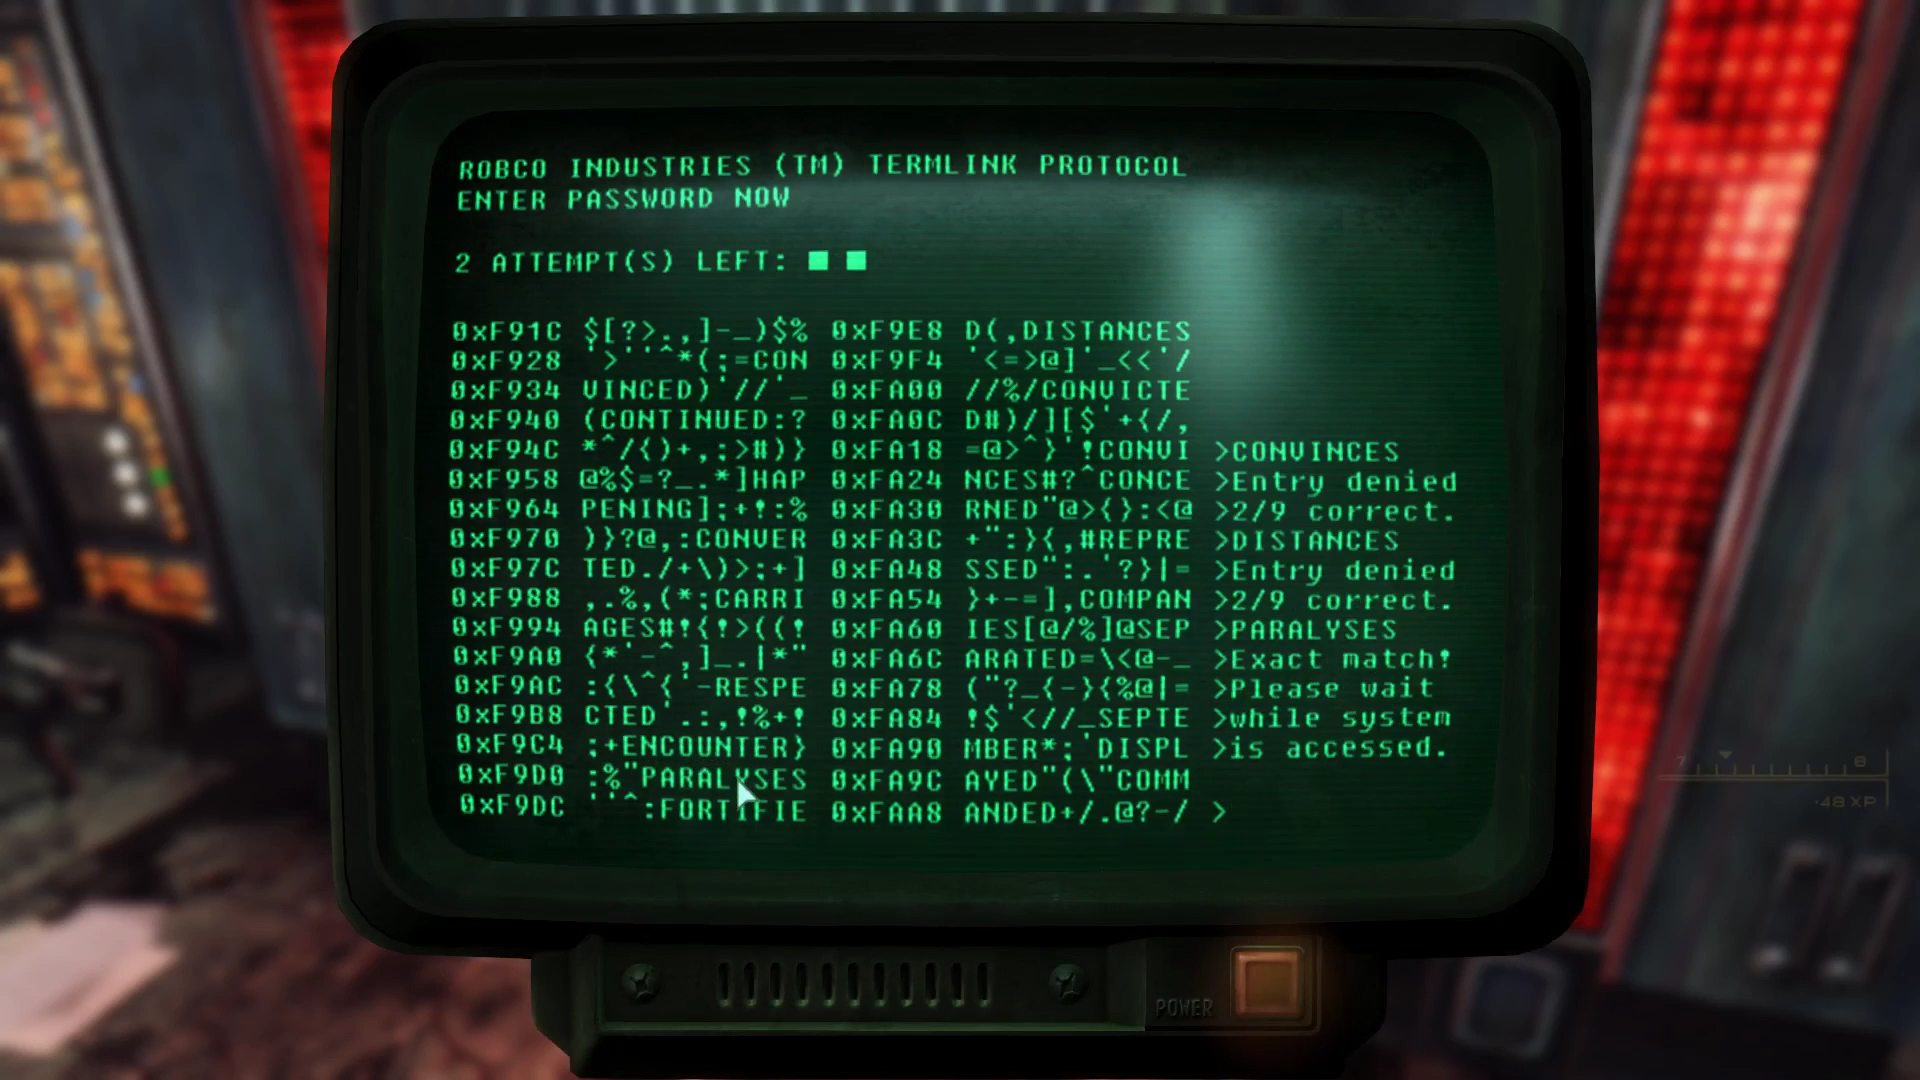 ROBCO INDUSTRIES (TM) TERMLINK PROTOCOL
ENTER PASSWORD NOW
2 ATTEMPT(S) LEFT: ■ ■
0xF91C $[?>.,]-_)$% 0xF9E8 D(,DISTANCES
0xF928 '>''^*(;=CON 0xF9F4 '<=>@]'_<<'/
0xF934 VINCED)'//'_ 0xFA00 //%/CONVICTE
0xF940 (CONTINUED:? 0xFA0C D#)/][$'+{/,
0xF94C *^/{)+,:>#)} 0xFA18 =@>^}'!CONVI >CONVINCES
0xF958 @%$=?_.*]HAP 0xFA24 NCES#?^CONCE >Entry denied
0xF964 PENING];+!:% 0xFA30 RNED"@>{}:<@ >2/9 correct.
0xF970 )}?@,:CONVER 0xFA3C +":}{,#REPRE >DISTANCES
0xF97C TED./+\)>;+] 0xFA48 SSED":.'?}|= >Entry denied
0xF988 ,.%,(*;CARRI 0xFA54 }+-=],COMPAN >2/9 correct.
0xF994 AGES#!{!>((! 0xFA60 IES[@/%]@SEP >PARALYSES
0xF9A0 {*'-^,]_.|*" 0xFA6C ARATED=\<@-_ >Exact match!
0xF9AC :{\^{'-RESPE 0xFA78 ("?_{-}{%@|= >Please wait
0xF9B8 CTED'.:,!%+! 0xFA84 !$'<//_SEPTE >while system
0xF9C4 ;+ENCOUNTER} 0xFA90 MBER*;'DISPL >is accessed.
0xF9D0 :%"PARALYSES 0xFA9C AYED"(\"COMM
0xF9DC ''^:FORTIFIE 0xFAA8 ANDED+/.@?-/ >
7 8
·48 XP
POWER